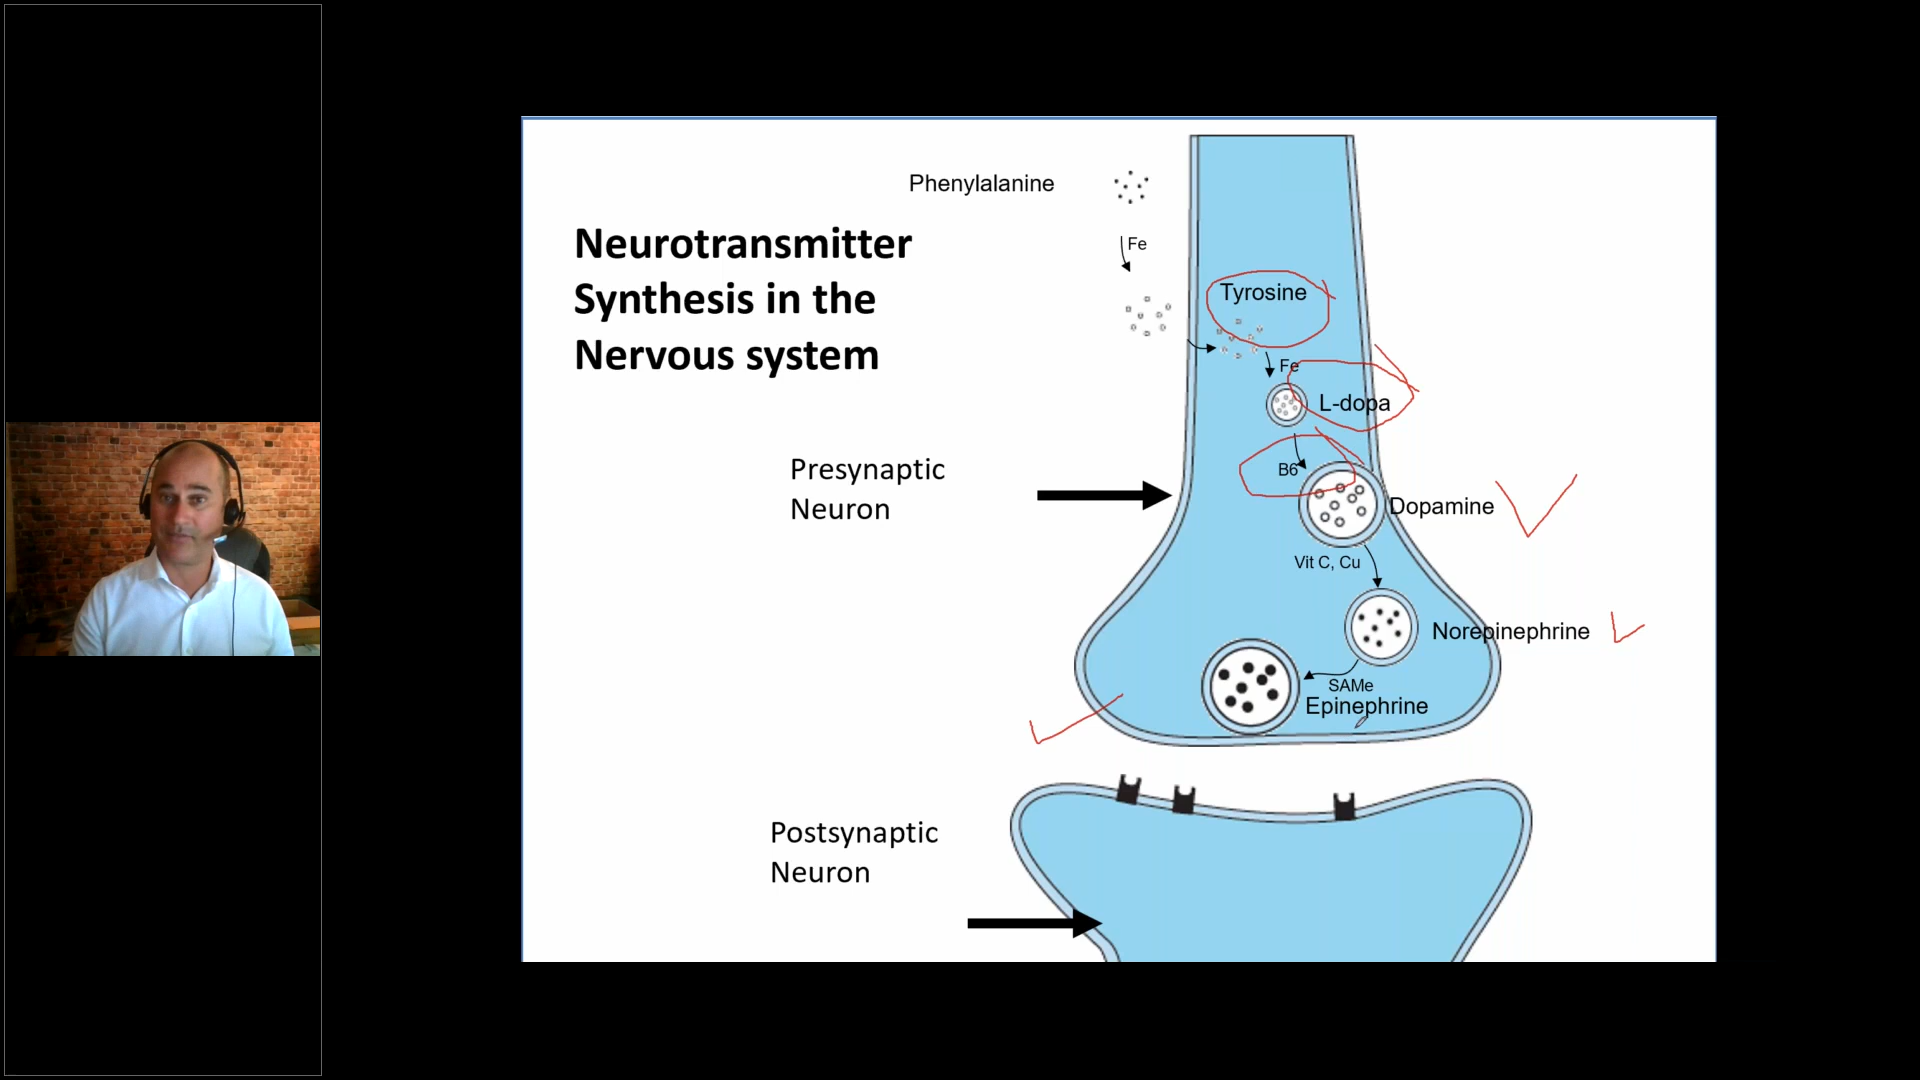 Phenylalanine
Fe
Neurotransmitter
Synthesis in the
Nervous system
Tyrosine
Fe
L-dopa
Presynaptic
Neuron
B6
Dopamine
Vit C, Cu
Norepinephrine
SAMe
Epinephrine
Postsynaptic
Neuron